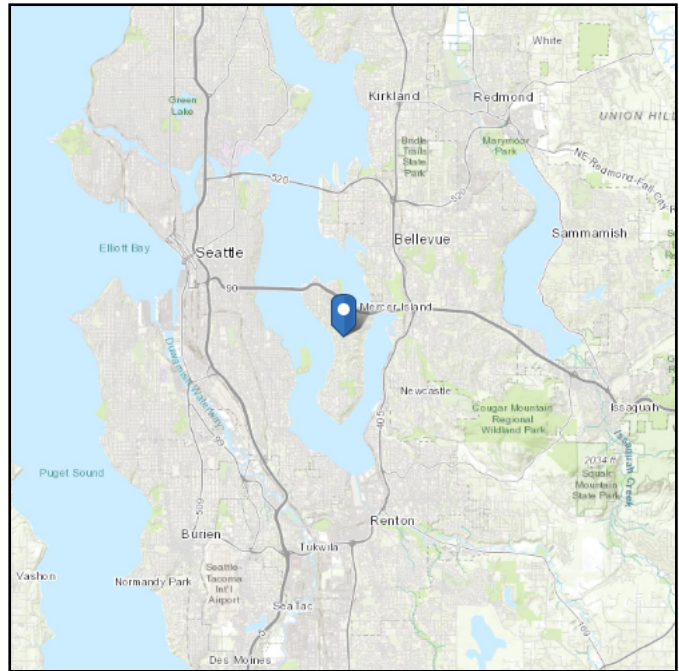 White
Kirkland
Redmond
Green
Lake
UNION HILL
Bridle
Trails
State
Park
Marymoor
Park
NE Redmond-Fall City
520
520
Elliott Bay
Seattle
Bellevue
Sammamish
90
Mercer Island
Duwamish Waterway
Newcastle
405
Cougar Mountain
Regional
Wildland Park
Issaquah
99
2034 ft
Squak
Mountain
State Park
Issaquah Creek
Puget Sound
509
Renton
Burien
Tukwila
Vashon
Normandy Park
Seattle-
Tacoma
Int'l
Airport
SeaTac
169
Des Moines